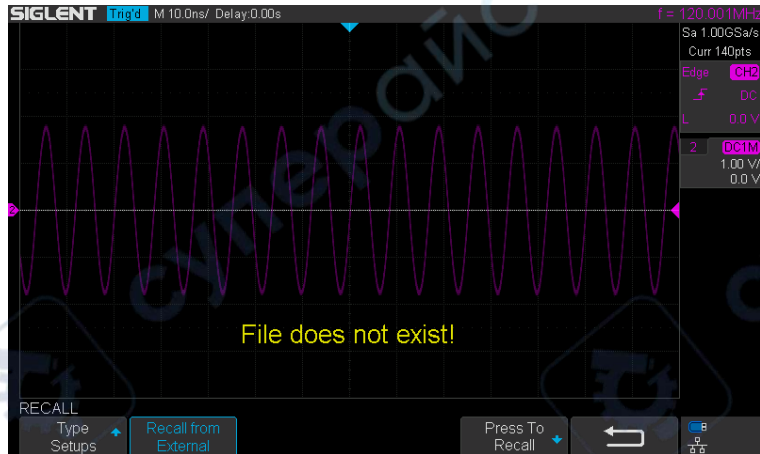 SIGLENT Trig'd M 10.0ns/ Delay:0.00s f = 120.001MHz
Sa 1.00GSa/s
Curr 140pts
Edge CH2
DC
L 0.0 V
2 DC1M
1.00 V/
0.0 V
2
суперайс
File does not exist!
RECALL
Type
Setups
Recall from
External
Press To
Recall